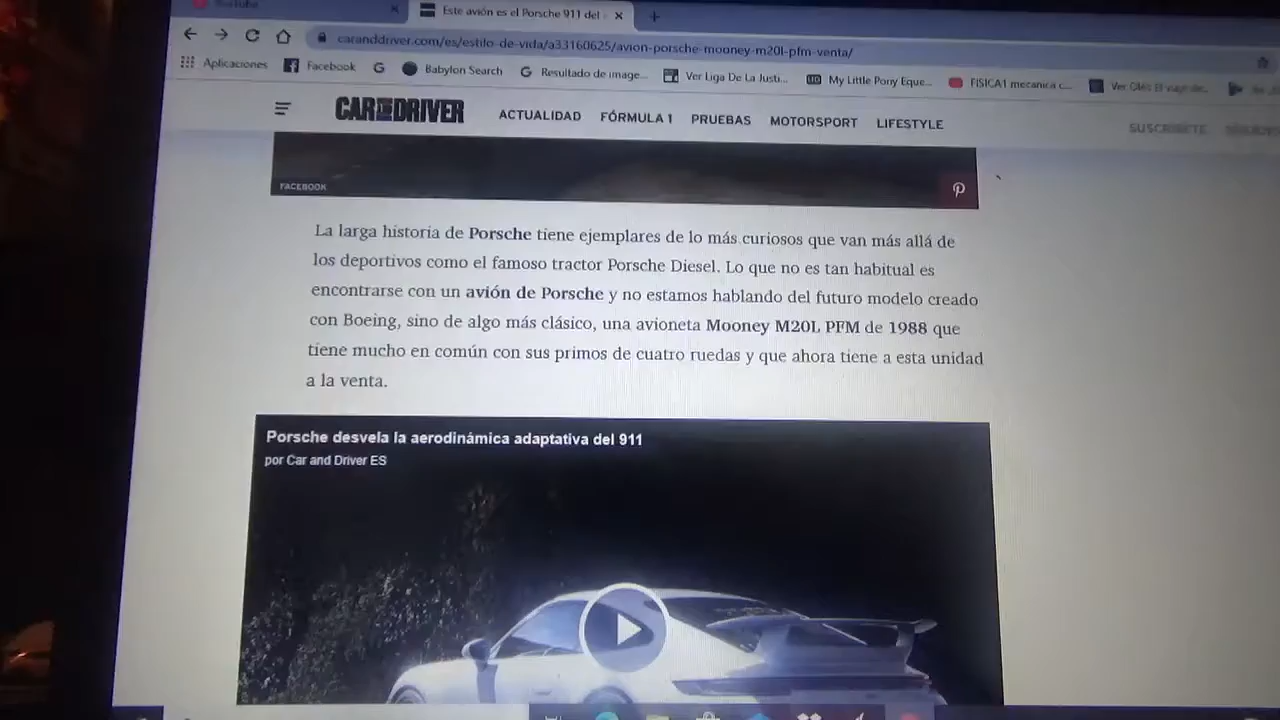 YouTube
Este avión es el Porsche 911 del
caranddriver.com/es/estilo-de-vida/a33160625/avion-porsche-mooney-m20l-pfm-venta/
Aplicaciones Facebook Babylon Search Resultado de image... Ver Liga De La Justi... My Little Pony Eque... FISICA1 mecanica c...
CAR AND DRIVER ACTUALIDAD FÓRMULA 1 PRUEBAS MOTORSPORT LIFESTYLE SUSCRÍBETE
FACEBOOK
La larga historia de Porsche tiene ejemplares de lo más curiosos que van más allá de
los deportivos como el famoso tractor Porsche Diesel. Lo que no es tan habitual es
encontrarse con un avión de Porsche y no estamos hablando del futuro modelo creado
con Boeing, sino de algo más clásico, una avioneta Mooney M20L PFM de 1988 que
tiene mucho en común con sus primos de cuatro ruedas y que ahora tiene a esta unidad
a la venta.
Porsche desvela la aerodinámica adaptativa del 911
por Car and Driver ES